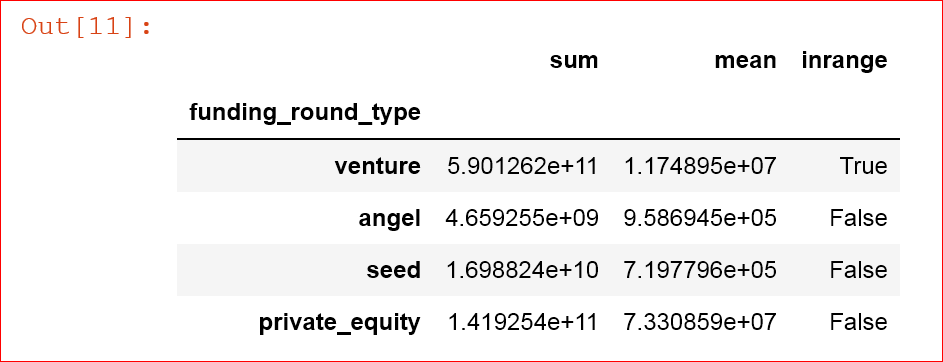 Out[11]:
sum mean inrange
funding_round_type
venture 5.901262e+11 1.174895e+07 True
angel 4.659255e+09 9.586945e+05 False
seed 1.698824e+10 7.197796e+05 False
private_equity 1.419254e+11 7.330859e+07 False